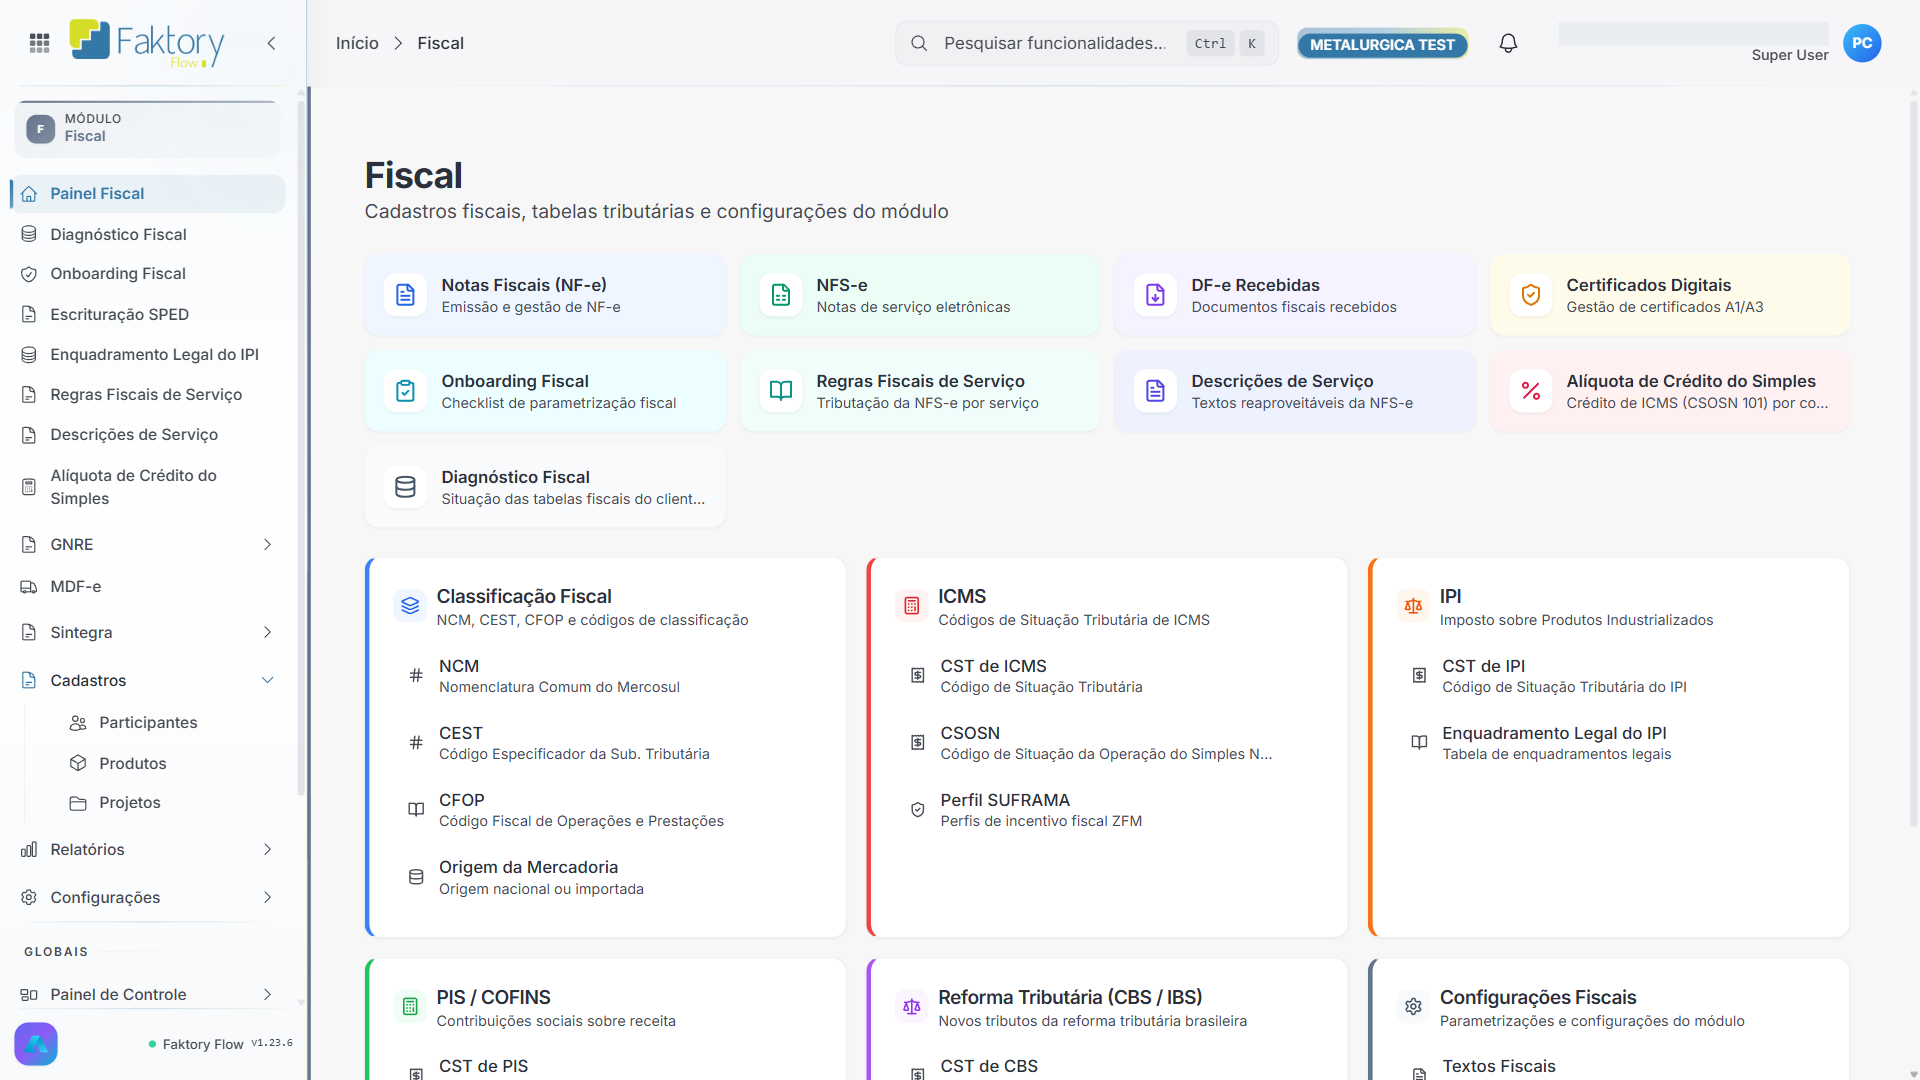 Faktory
Flow
Início
Fiscal
Pesquisar funcionalidades...
Ctrl
K
METALURGICA TEST
Super User
PC
F
MÓDULO
Fiscal
Painel Fiscal
Diagnóstico Fiscal
Onboarding Fiscal
Escrituração SPED
Enquadramento Legal do IPI
Regras Fiscais de Serviço
Descrições de Serviço
Alíquota de Crédito do
Simples
GNRE
MDF-e
Sintegra
Cadastros
Participantes
Produtos
Projetos
Relatórios
Configurações
GLOBAIS
Painel de Controle
Faktory Flow v1.23.6
Fiscal
Cadastros fiscais, tabelas tributárias e configurações do módulo
Notas Fiscais (NF-e)
Emissão e gestão de NF-e
NFS-e
Notas de serviço eletrônicas
DF-e Recebidas
Documentos fiscais recebidos
Certificados Digitais
Gestão de certificados A1/A3
Onboarding Fiscal
Checklist de parametrização fiscal
Regras Fiscais de Serviço
Tributação da NFS-e por serviço
Descrições de Serviço
Textos reaproveitáveis da NFS-e
Alíquota de Crédito do Simples
Crédito de ICMS (CSOSN 101) por co...
Diagnóstico Fiscal
Situação das tabelas fiscais do client...
Classificação Fiscal
NCM, CEST, CFOP e códigos de classificação
NCM
Nomenclatura Comum do Mercosul
CEST
Código Especificador da Sub. Tributária
CFOP
Código Fiscal de Operações e Prestações
Origem da Mercadoria
Origem nacional ou importada
ICMS
Códigos de Situação Tributária de ICMS
CST de ICMS
Código de Situação Tributária
CSOSN
Código de Situação da Operação do Simples N...
Perfil SUFRAMA
Perfis de incentivo fiscal ZFM
IPI
Imposto sobre Produtos Industrializados
CST de IPI
Código de Situação Tributária do IPI
Enquadramento Legal do IPI
Tabela de enquadramentos legais
PIS / COFINS
Contribuições sociais sobre receita
CST de PIS
Reforma Tributária (CBS / IBS)
Novos tributos da reforma tributária brasileira
CST de CBS
Configurações Fiscais
Parametrizações e configurações do módulo
Textos Fiscais